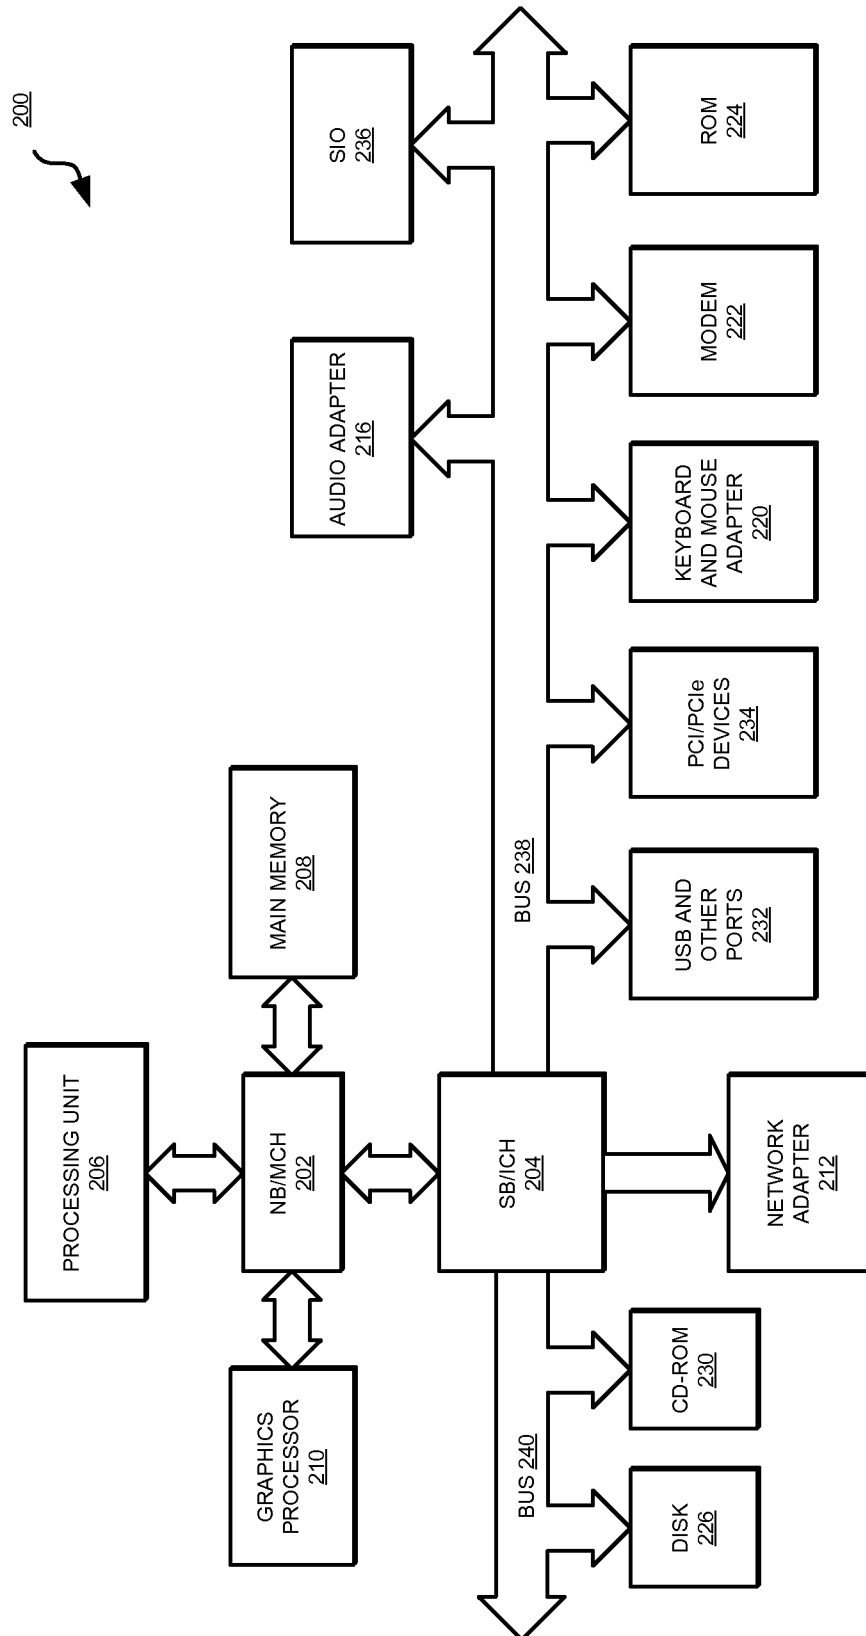 200
PROCESSING UNIT
206
GRAPHICS
PROCESSOR
210
NB/MCH
202
MAIN MEMORY
208
AUDIO ADAPTER
216
SIO
236
BUS 240
SB/ICH
204
BUS 238
DISK
226
CD-ROM
230
NETWORK
ADAPTER
212
USB AND
OTHER
PORTS
232
PCI/PCIe
DEVICES
234
KEYBOARD
AND MOUSE
ADAPTER
220
MODEM
222
ROM
224